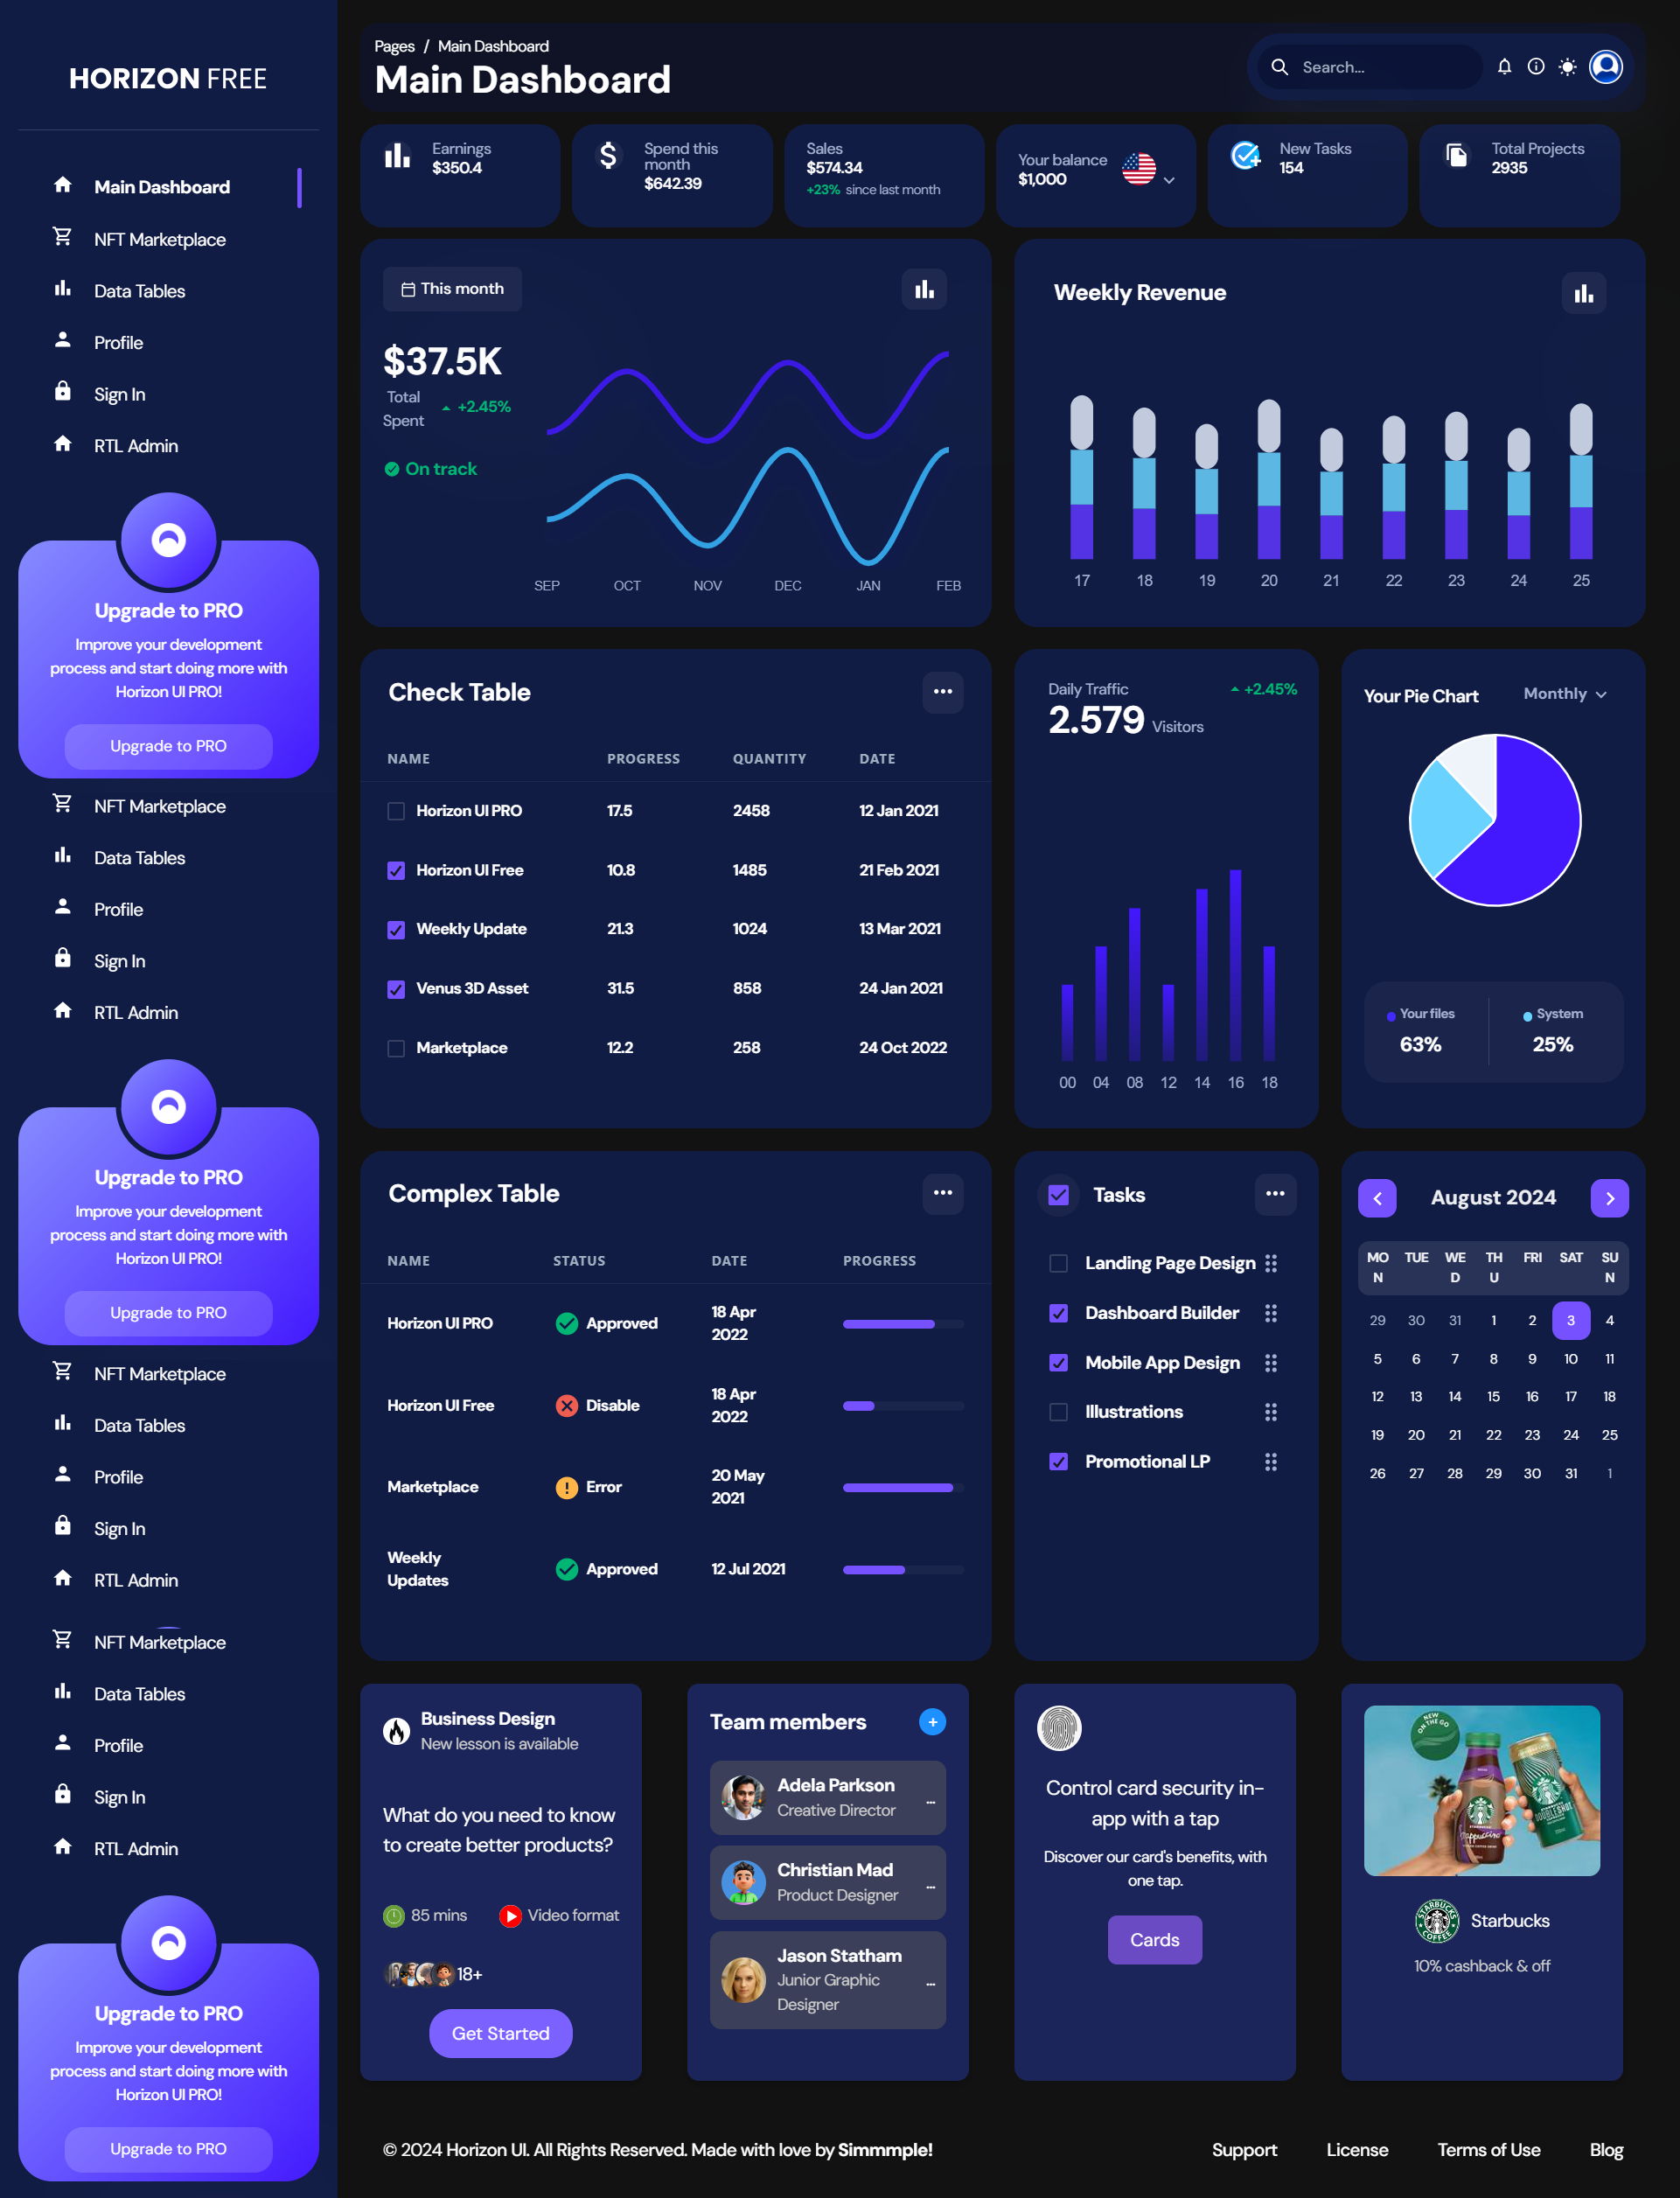 HORIZON FREE
Main Dashboard
NFT Marketplace
Data Tables
Profile
Sign In
RTL Admin
Upgrade to PRO
Improve your development
process and start doing more with
Horizon UI PRO!
Upgrade to PRO
NFT Marketplace
Data Tables
Profile
Sign In
RTL Admin
Upgrade to PRO
Improve your development
process and start doing more with
Horizon UI PRO!
Upgrade to PRO
NFT Marketplace
Data Tables
Profile
Sign In
RTL Admin
NFT Marketplace
Data Tables
Profile
Sign In
RTL Admin
Upgrade to PRO
Improve your development
process and start doing more with
Horizon UI PRO!
Upgrade to PRO
Pages / Main Dashboard
Main Dashboard
Search...
Earnings
$350.4
Spend this
month
$642.39
Sales
$574.34
+23% since last month
Your balance
$1,000
New Tasks
154
Total Projects
2935
This month
$37.5K
Total
Spent
+2.45%
On track
SEP OCT NOV DEC JAN FEB
Weekly Revenue
17 18 19 20 21 22 23 24 25
Check Table
NAME PROGRESS QUANTITY DATE
Horizon UI PRO 17.5 2458 12 Jan 2021
Horizon UI Free 10.8 1485 21 Feb 2021
Weekly Update 21.3 1024 13 Mar 2021
Venus 3D Asset 31.5 858 24 Jan 2021
Marketplace 12.2 258 24 Oct 2022
Daily Traffic
+2.45%
2.579 Visitors
00 04 08 12 14 16 18
Your Pie Chart
Monthly
Your files
63%
System
25%
Complex Table
NAME STATUS DATE PROGRESS
Horizon UI PRO Approved 18 Apr
2022
Horizon UI Free Disable 18 Apr
2022
Marketplace Error 20 May
2021
Weekly
Updates Approved 12 Jul 2021
Tasks
Landing Page Design
Dashboard Builder
Mobile App Design
Illustrations
Promotional LP
August 2024
MO TUE WE TH FRI SAT SU
N D U N
29 30 31 1 2 3 4
5 6 7 8 9 10 11
12 13 14 15 16 17 18
19 20 21 22 23 24 25
26 27 28 29 30 31 1
Business Design
New lesson is available
What do you need to know
to create better products?
85 mins
Video format
18+
Get Started
Team members
+
Adela Parkson
Creative Director
...
Christian Mad
Product Designer
...
Jason Statham
Junior Graphic
Designer
...
Control card security in-
app with a tap
Discover our card's benefits, with
one tap.
Cards
NEW
ON THE GO
frappuccino
DOUBLESHOT
STARBUCKS
COFFEE
Starbucks
10% cashback & off
© 2024 Horizon UI. All Rights Reserved. Made with love by Simmmple!
Support
License
Terms of Use
Blog